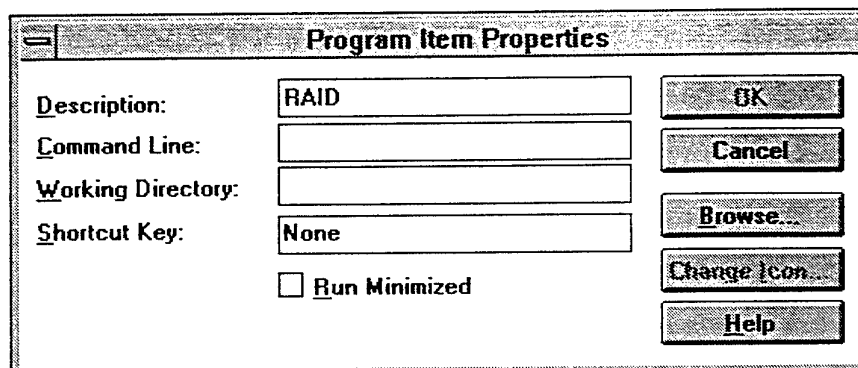 Program Item Properties
Description: RAID
Command Line:
Working Directory:
Shortcut Key: None
Run Minimized
OK
Cancel
Browse...
Change Icon...
Help